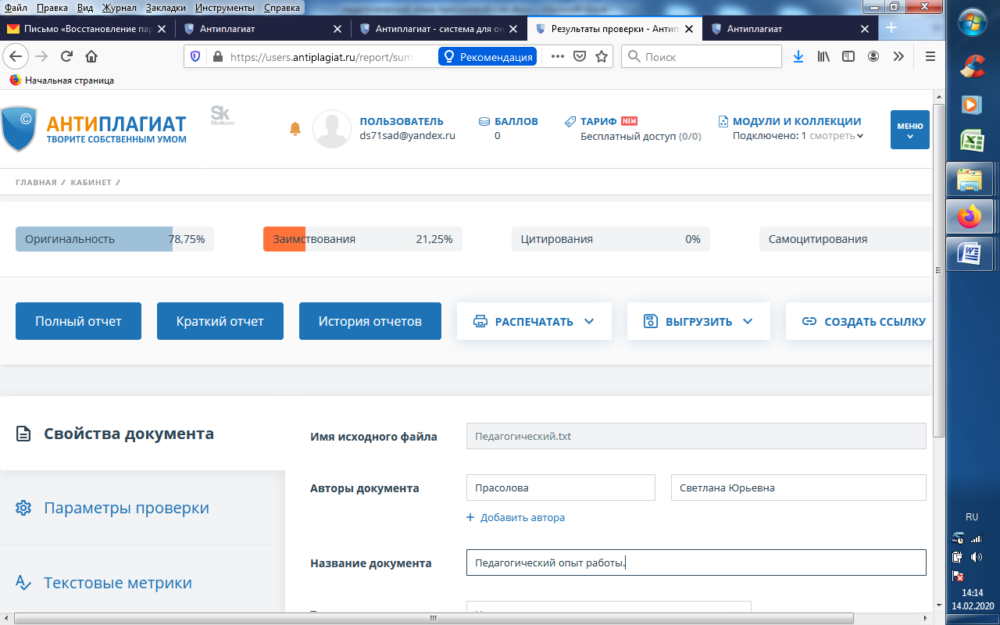 Файл Правка Вид Журнал Закладки Инструменты Справка
Письмо «Восстановление пар
Антиплагиат
Антиплагиат - система для он
Результаты проверки - Антип
Антиплагиат
https://users.antiplagiat.ru/report/sum
Рекомендация
Поиск
Начальная страница
АНТИПЛАГИАТ
ТВОРИТЕ СОБСТВЕННЫМ УМОМ
Sk
Skolkovo
ПОЛЬЗОВАТЕЛЬ
ds71sad@yandex.ru
БАЛЛОВ
0
ТАРИФ NEW
Бесплатный доступ (0/0)
МОДУЛИ И КОЛЛЕКЦИИ
Подключено: 1 смотреть
МЕНЮ
ГЛАВНАЯ / КАБИНЕТ /
Оригинальность 78,75%
Заимствования 21,25%
Цитирования 0%
Самоцитирования
Полный отчет
Краткий отчет
История отчетов
РАСПЕЧАТАТЬ
ВЫГРУЗИТЬ
СОЗДАТЬ ССЫЛКУ
Свойства документа
Параметры проверки
Текстовые метрики
Имя исходного файла
Педагогический.txt
Авторы документа
Прасолова
Светлана Юрьевна
+ Добавить автора
Название документа
Педагогический опыт работы.
RU
14:14
14.02.2020